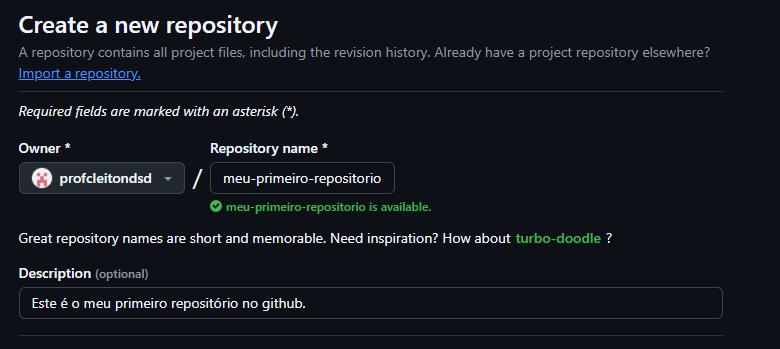 Create a new repository
A repository contains all project files, including the revision history. Already have a project repository elsewhere?
Import a repository.
Required fields are marked with an asterisk (*).
Owner * Repository name *
profcleitondsd / meu-primeiro-repositorio
meu-primeiro-repositorio is available.
Great repository names are short and memorable. Need inspiration? How about turbo-doodle ?
Description (optional)
Este é o meu primeiro repositório no github.